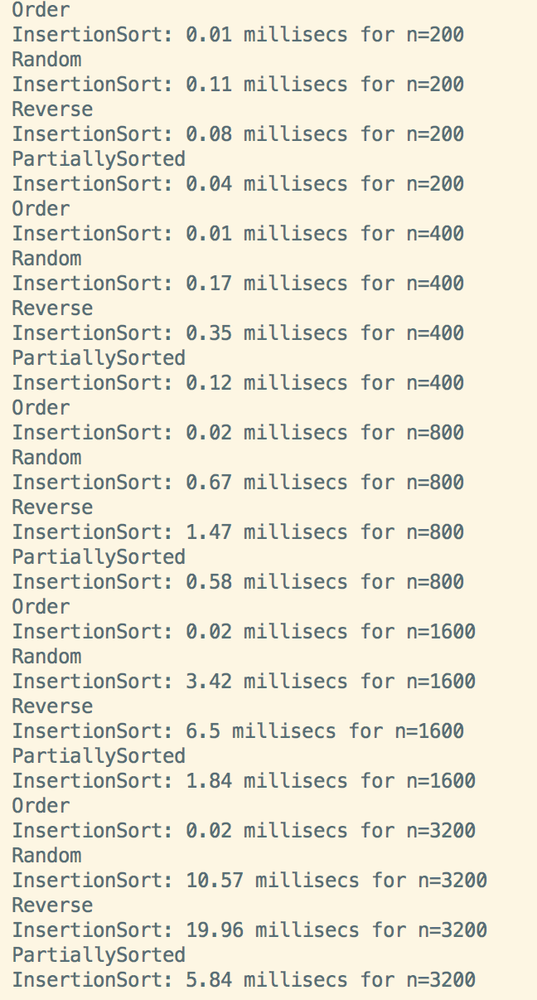 Order
InsertionSort: 0.01 millisecs for n=200
Random
InsertionSort: 0.11 millisecs for n=200
Reverse
InsertionSort: 0.08 millisecs for n=200
PartiallySorted
InsertionSort: 0.04 millisecs for n=200
Order
InsertionSort: 0.01 millisecs for n=400
Random
InsertionSort: 0.17 millisecs for n=400
Reverse
InsertionSort: 0.35 millisecs for n=400
PartiallySorted
InsertionSort: 0.12 millisecs for n=400
Order
InsertionSort: 0.02 millisecs for n=800
Random
InsertionSort: 0.67 millisecs for n=800
Reverse
InsertionSort: 1.47 millisecs for n=800
PartiallySorted
InsertionSort: 0.58 millisecs for n=800
Order
InsertionSort: 0.02 millisecs for n=1600
Random
InsertionSort: 3.42 millisecs for n=1600
Reverse
InsertionSort: 6.5 millisecs for n=1600
PartiallySorted
InsertionSort: 1.84 millisecs for n=1600
Order
InsertionSort: 0.02 millisecs for n=3200
Random
InsertionSort: 10.57 millisecs for n=3200
Reverse
InsertionSort: 19.96 millisecs for n=3200
PartiallySorted
InsertionSort: 5.84 millisecs for n=3200